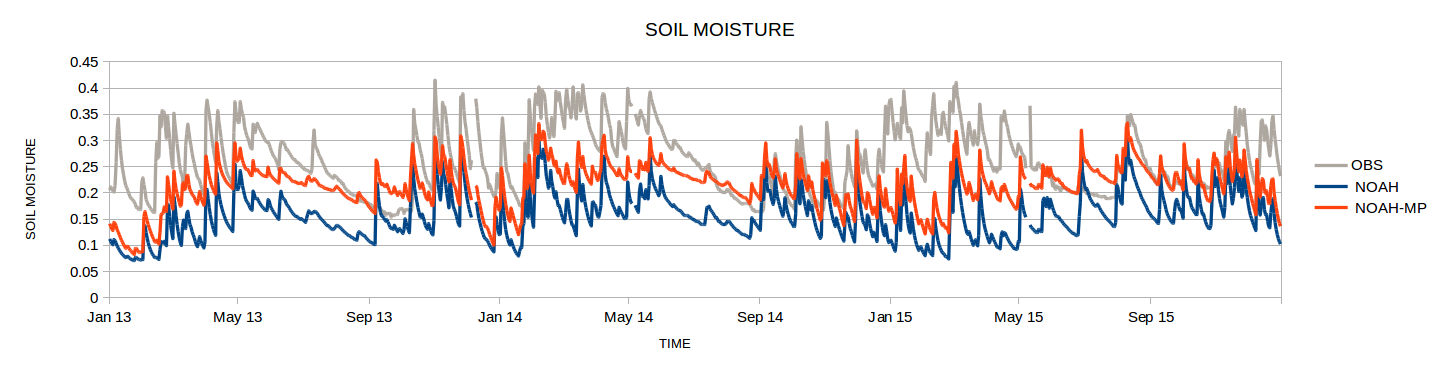 SOIL MOISTURE
SOIL MOISTURE
0.45
0.4
0.35
0.3
0.25
0.2
0.15
0.1
0.05
0
Jan 13 May 13 Sep 13 Jan 14 May 14 Sep 14 Jan 15 May 15 Sep 15
TIME
OBS
NOAH
NOAH-MP